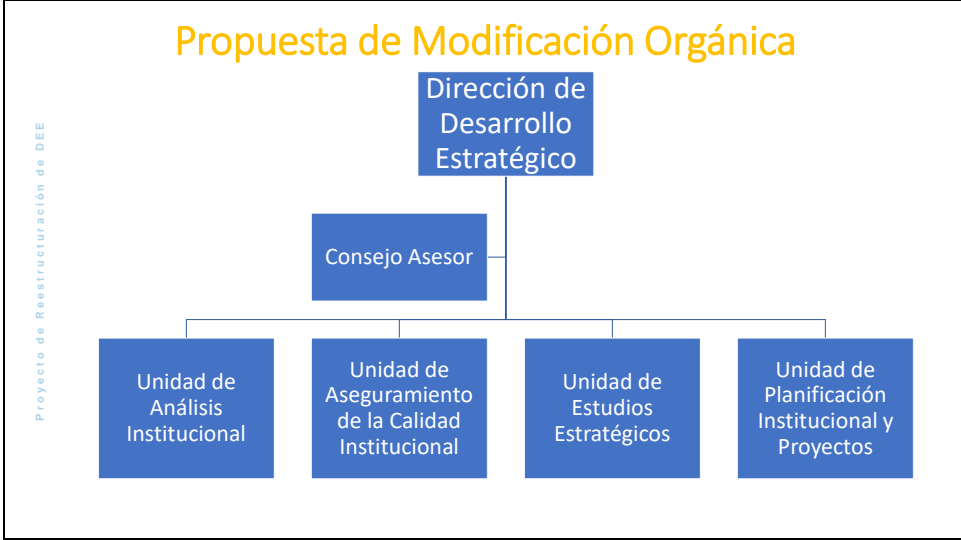 Propuesta de Modificación Orgánica
Proyecto de Reestructuración de DEE
Dirección de
Desarrollo
Estratégico
Consejo Asesor
Unidad de
Análisis
Institucional
Unidad de
Aseguramiento
de la Calidad
Institucional
Unidad de
Estudios
Estratégicos
Unidad de
Planificación
Institucional y
Proyectos